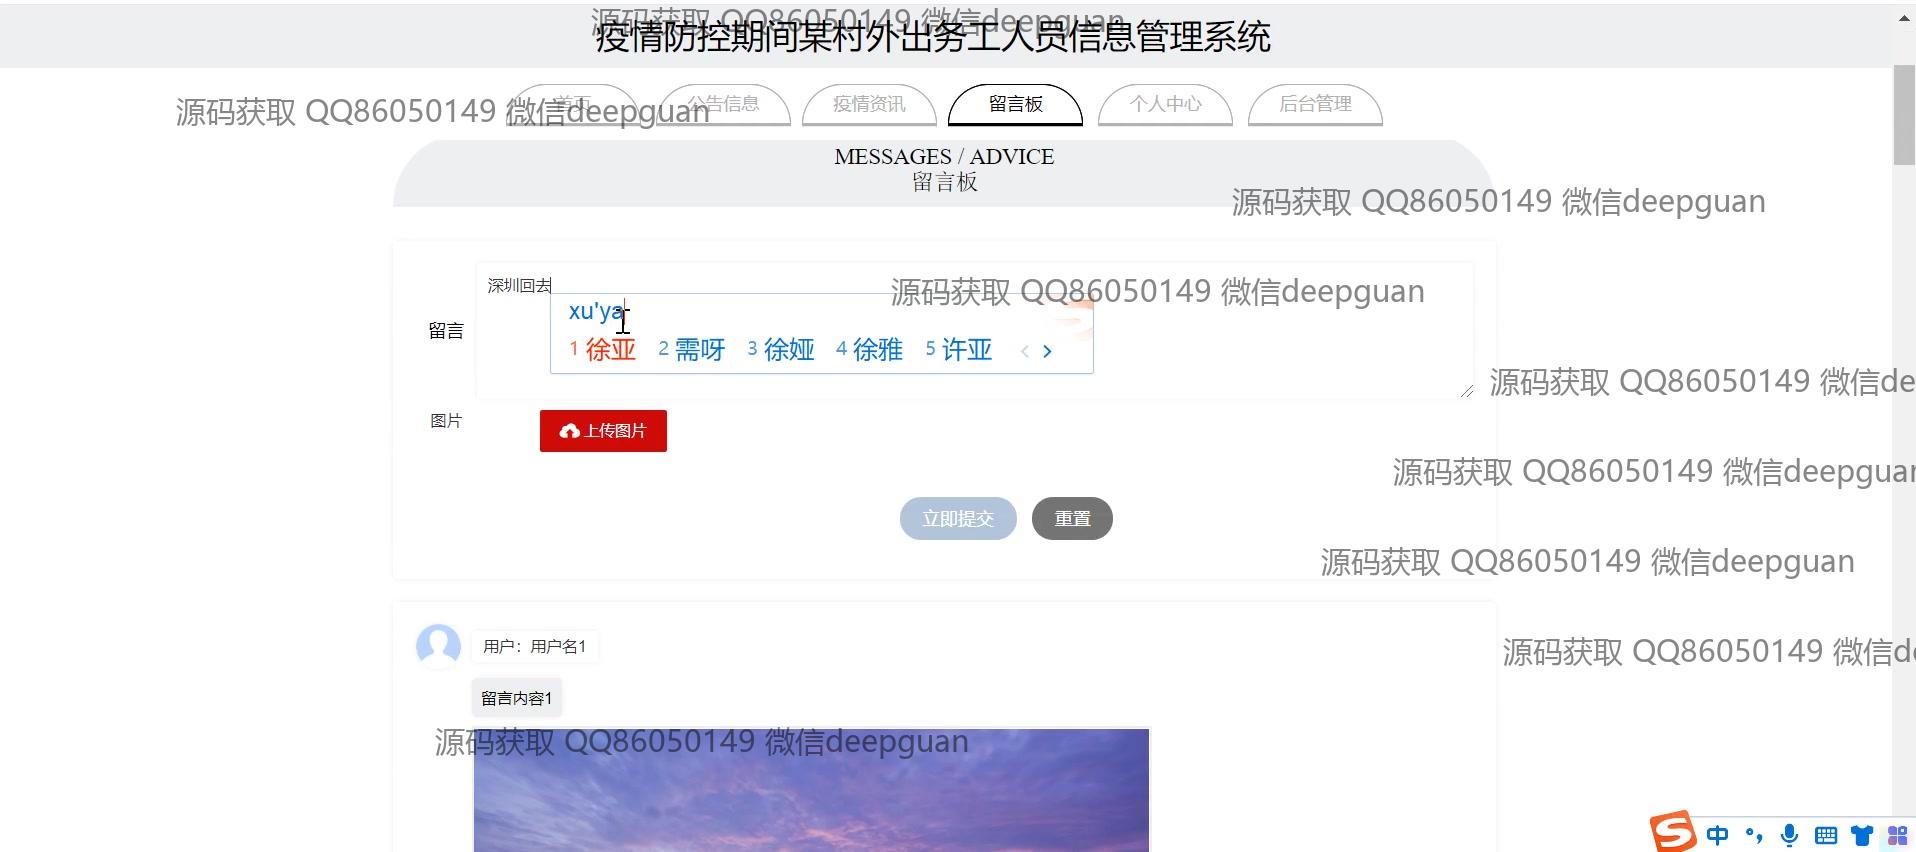 源码获取 QQ86050149 微信deepguan
疫情防控期间某村外出务工人员信息管理系统
首页 公告信息 疫情资讯 留言板 个人中心 后台管理
源码获取 QQ86050149 微信deepguan
MESSAGES / ADVICE
留言板
源码获取 QQ86050149 微信deepguan
深圳回去
源码获取 QQ86050149 微信deepguan
xu'ya
留言
1 徐亚 2 需呀 3 徐娅 4 徐雅 5 许亚
源码获取 QQ86050149 微信de
图片
上传图片
源码获取 QQ86050149 微信deepguan
立即提交 重置
源码获取 QQ86050149 微信deepguan
用户：用户名1
源码获取 QQ86050149 微信d
留言内容1
源码获取 QQ86050149 微信deepguan
中